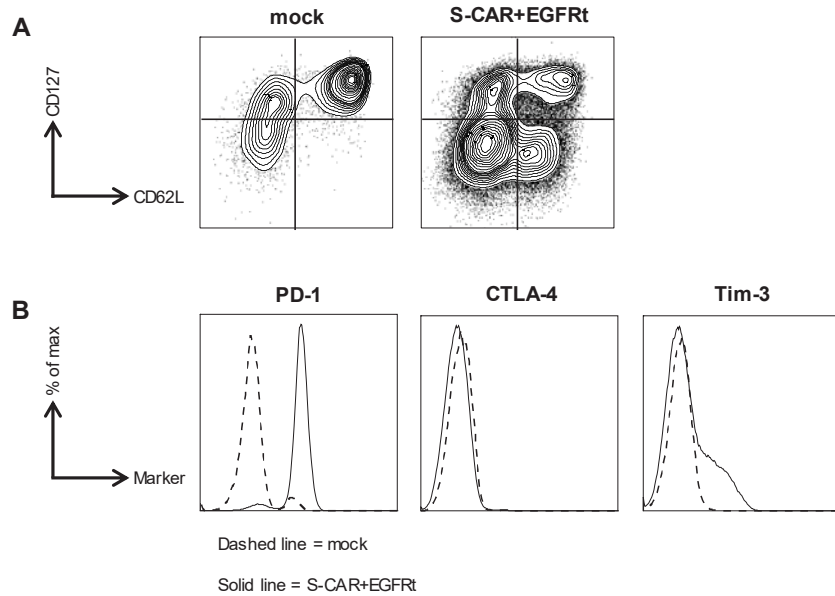 A
mock
S-CAR+EGFRt
CD127
CD62L
B
PD-1
CTLA-4
Tim-3
% of max
Marker
Dashed line = mock
Solid line = S-CAR+EGFRt